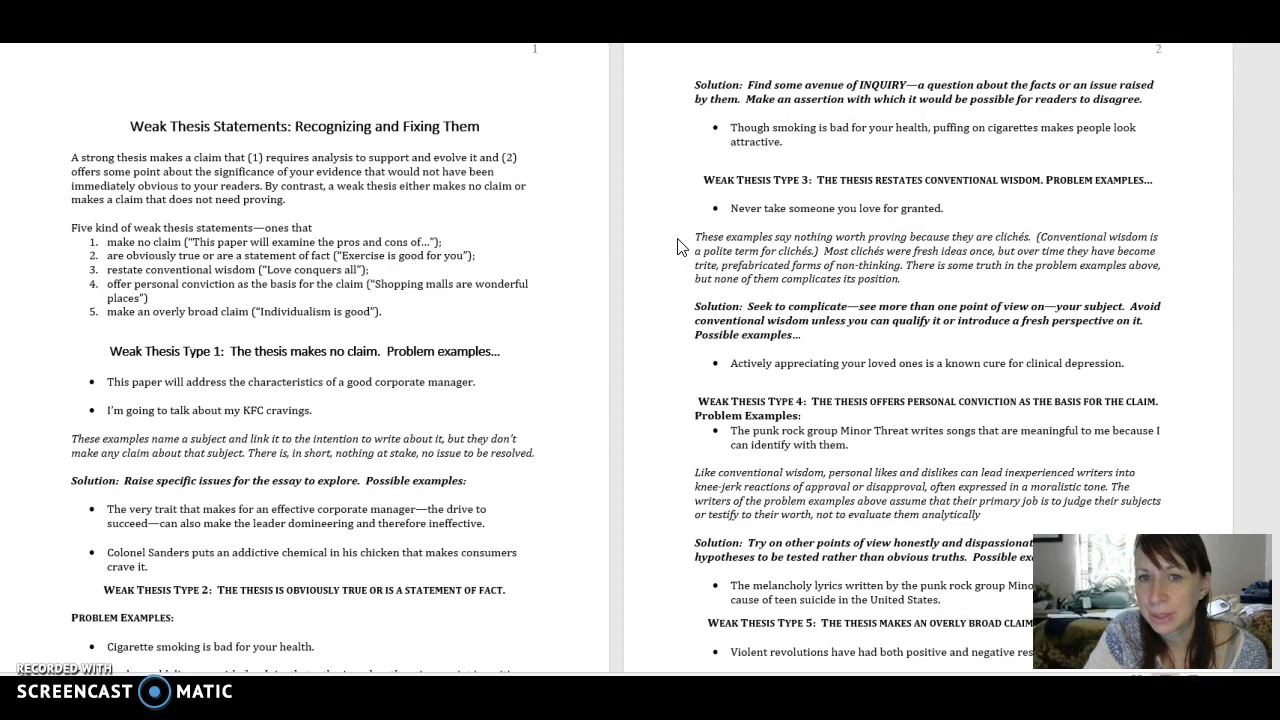 1
Weak Thesis Statements: Recognizing and Fixing Them
A strong thesis makes a claim that (1) requires analysis to support and evolve it and (2)
offers some point about the significance of your evidence that would not have been
immediately obvious to your readers. By contrast, a weak thesis either makes no claim or
makes a claim that does not need proving.
Five kind of weak thesis statements—ones that
1. make no claim (“This paper will examine the pros and cons of…”);
2. are obviously true or are a statement of fact (“Exercise is good for you”);
3. restate conventional wisdom (“Love conquers all”);
4. offer personal conviction as the basis for the claim (“Shopping malls are wonderful
places”)
5. make an overly broad claim (“Individualism is good”).
Weak Thesis Type 1: The thesis makes no claim. Problem examples…
• This paper will address the characteristics of a good corporate manager.
• I’m going to talk about my KFC cravings.
These examples name a subject and link it to the intention to write about it, but they don’t
make any claim about that subject. There is, in short, nothing at stake, no issue to be resolved.
Solution: Raise specific issues for the essay to explore. Possible examples:
• The very trait that makes for an effective corporate manager—the drive to
succeed—can also make the leader domineering and therefore ineffective.
• Colonel Sanders puts an addictive chemical in his chicken that makes consumers
crave it.
WEAK THESIS TYPE 2: THE THESIS IS OBVIOUSLY TRUE OR IS A STATEMENT OF FACT.
PROBLEM EXAMPLES:
• Cigarette smoking is bad for your health.
2
Solution: Find some avenue of INQUIRY—a question about the facts or an issue raised
by them. Make an assertion with which it would be possible for readers to disagree.
• Though smoking is bad for your health, puffing on cigarettes makes people look
attractive.
WEAK THESIS TYPE 3: THE THESIS RESTATES CONVENTIONAL WISDOM. PROBLEM EXAMPLES…
• Never take someone you love for granted.
These examples say nothing worth proving because they are clichés. (Conventional wisdom is
a polite term for clichés.) Most clichés were fresh ideas once, but over time they have become
trite, prefabricated forms of non-thinking. There is some truth in the problem examples above,
but none of them complicates its position.
Solution: Seek to complicate—see more than one point of view on—your subject. Avoid
conventional wisdom unless you can qualify it or introduce a fresh perspective on it.
Possible examples…
• Actively appreciating your loved ones is a known cure for clinical depression.
WEAK THESIS TYPE 4: THE THESIS OFFERS PERSONAL CONVICTION AS THE BASIS FOR THE CLAIM.
Problem Examples:
• The punk rock group Minor Threat writes songs that are meaningful to me because I
can identify with them.
Like conventional wisdom, personal likes and dislikes can lead inexperienced writers into
knee-jerk reactions of approval or disapproval, often expressed in a moralistic tone. The
writers of the problem examples above assume that their primary job is to judge their subjects
or testify to their worth, not to evaluate them analytically
Solution: Try on other points of view honestly and dispassionat
hypotheses to be tested rather than obvious truths. Possible exa
• The melancholy lyrics written by the punk rock group Mino
cause of teen suicide in the United States.
WEAK THESIS TYPE 5: THE THESIS MAKES AN OVERLY BROAD CLAIM
• Violent revolutions have had both positive and negative res
RECORDED WITH
SCREENCAST MATIC